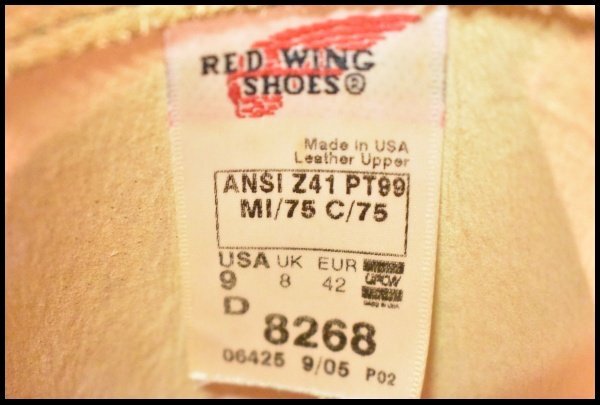 RED WING
SHOES®
Made in USA
Leather Upper
ANSI Z41 PT99
MI/75 C/75
USA UK EUR
9 8 42
D
8268
06425 9/05 P02